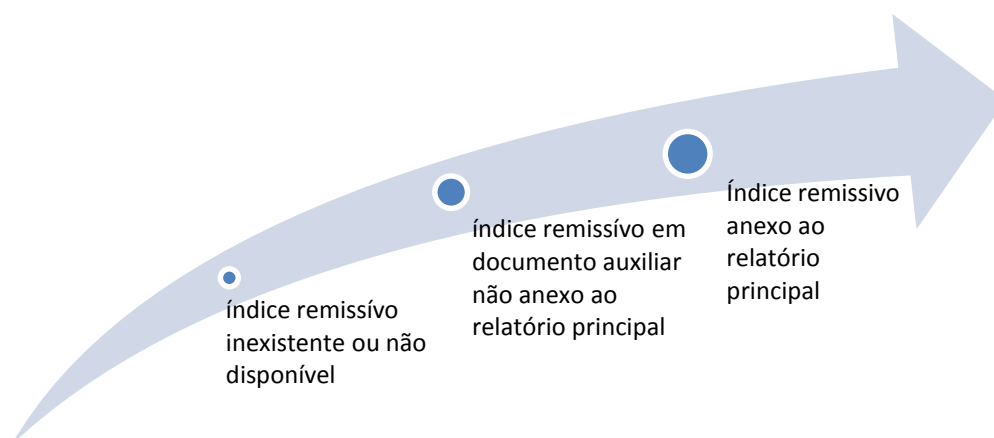 índice remissívo
inexistente ou não
disponível
índice remissívo em
documento auxiliar
não anexo ao
relatório principal
Índice remissivo
anexo ao
relatório
principal